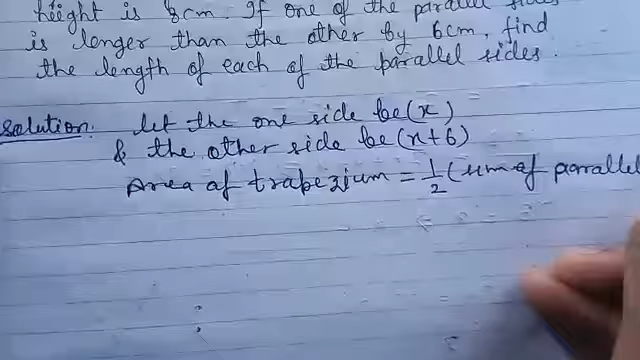 height is 8cm. If one of the parallel sides
is longer than the other by 6cm, find
the length of each of the parallel sides.
Solution. Let the one side be (x)
& the other side be (x+6)
Area of trapezium = 1/2 (sum of parallel